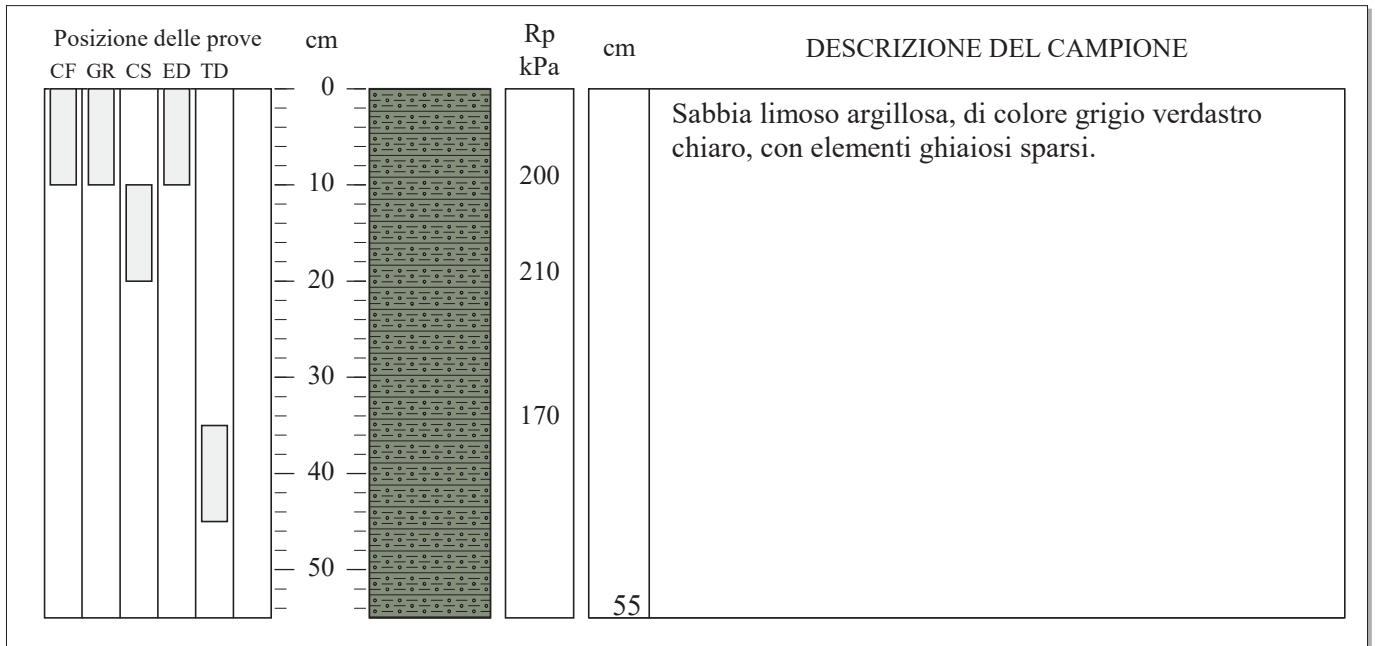 Posizione delle prove
CF GR CS ED TD
cm
Rp
kPa
cm
DESCRIZIONE DEL CAMPIONE
0
10
20
30
40
50
200
210
170
55
Sabbia limoso argillosa, di colore grigio verdastro
chiaro, con elementi ghiaiosi sparsi.